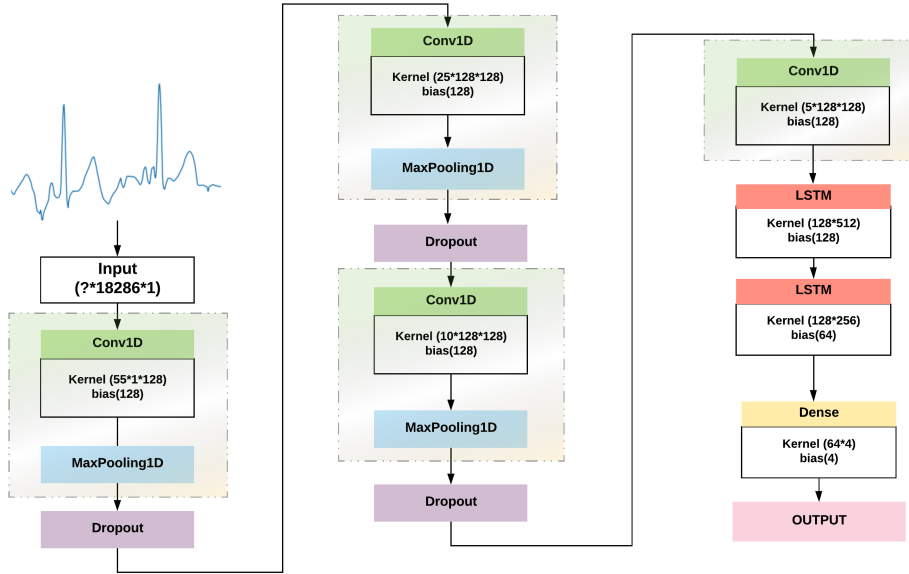 Input
(?*18286*1)
Conv1D
Kernel (55*1*128)
bias(128)
MaxPooling1D
Dropout
Conv1D
Kernel (25*128*128)
bias(128)
MaxPooling1D
Dropout
Conv1D
Kernel (10*128*128)
bias(128)
MaxPooling1D
Dropout
Conv1D
Kernel (5*128*128)
bias(128)
LSTM
Kernel (128*512)
bias(128)
LSTM
Kernel (128*256)
bias(64)
Dense
Kernel (64*4)
bias(4)
OUTPUT